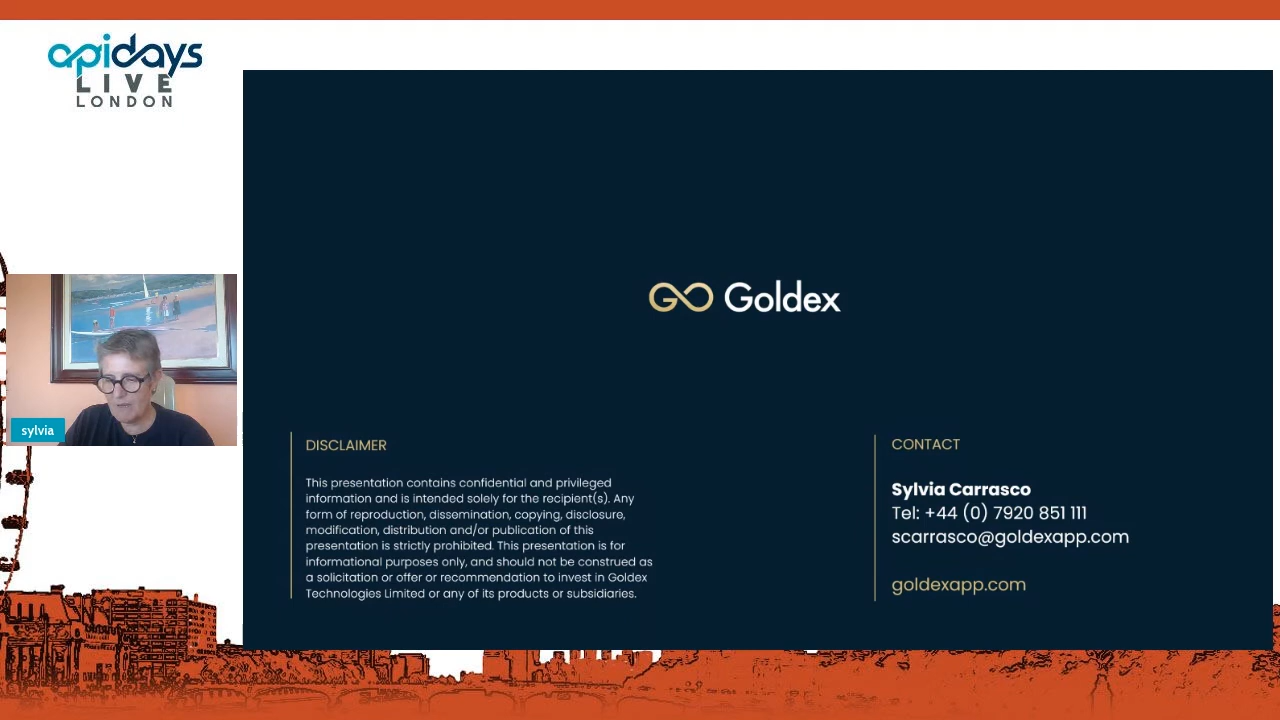 apidays
LIVE
LONDON
Goldex
sylvia
DISCLAIMER
This presentation contains confidential and privileged
information and is intended solely for the recipient(s). Any
form of reproduction, dissemination, copying, disclosure,
modification, distribution and/or publication of this
presentation is strictly prohibited. This presentation is for
informational purposes only, and should not be construed as
a solicitation or offer or recommendation to invest in Goldex
Technologies Limited or any of its products or subsidiaries.
CONTACT
Sylvia Carrasco
Tel: +44 (0) 7920 851 111
scarrasco@goldexapp.com
goldexapp.com